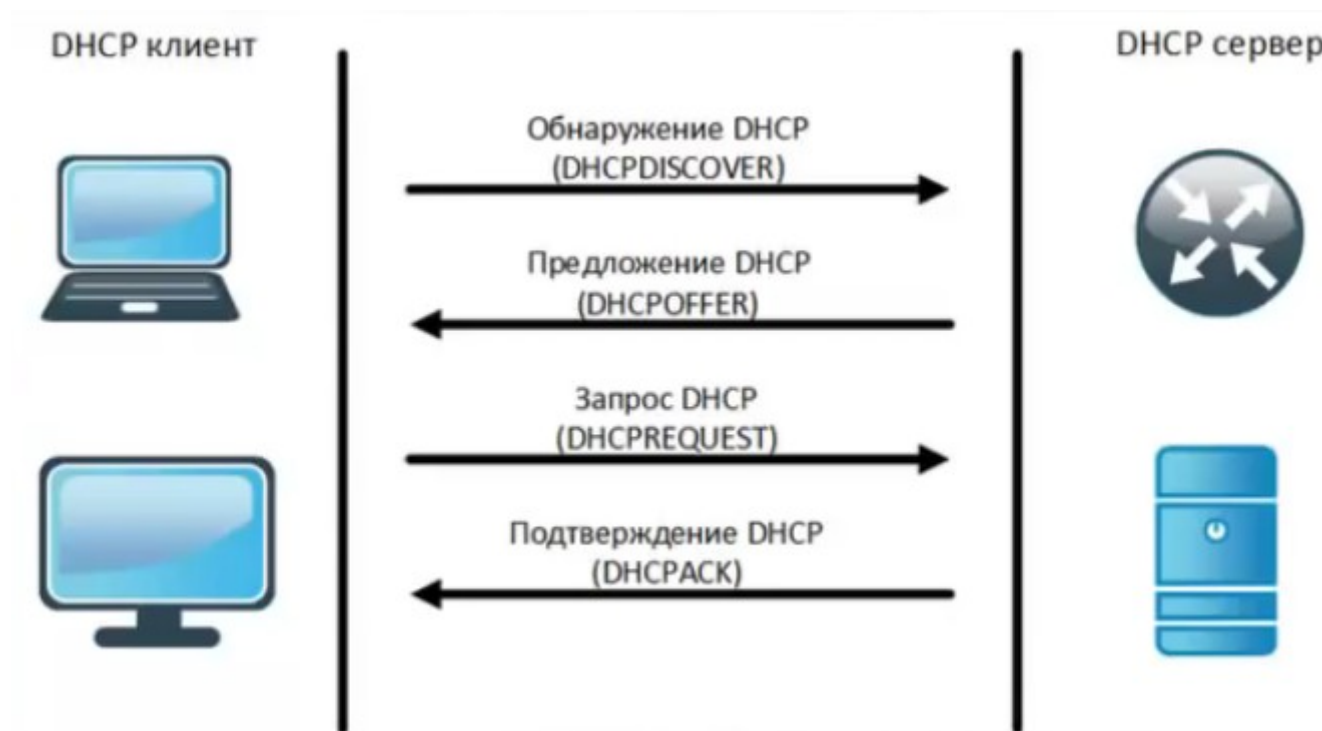 DHCP клиент
DHCP сервер
Обнаружение DHCP
(DHCPDISCOVER)
Предложение DHCP
(DHCPOFFER)
Запрос DHCP
(DHCPREQUEST)
Подтверждение DHCP
(DHCPACK)